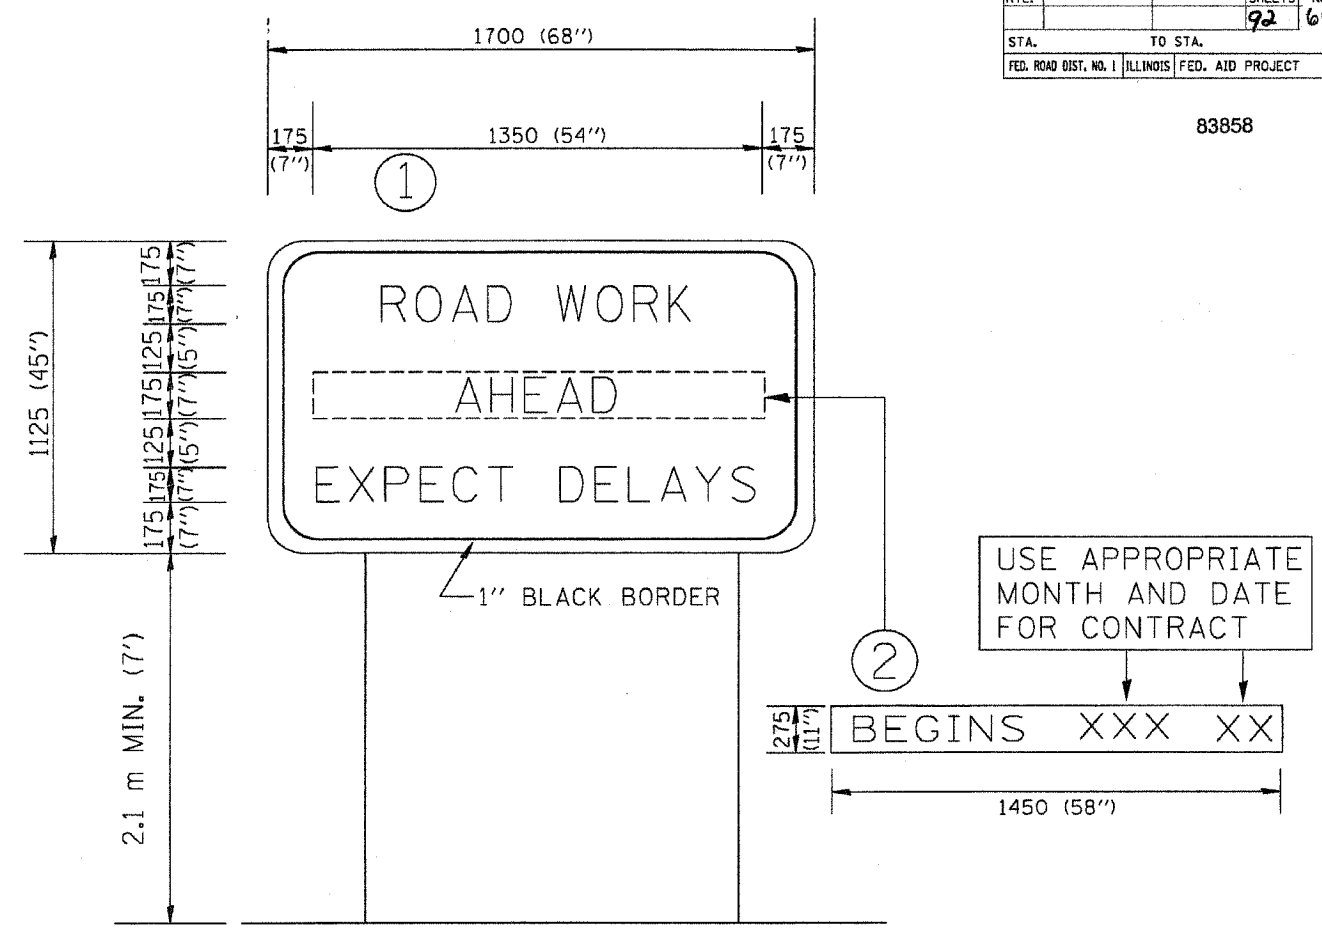 SHEETS
92
STA. TO STA.
FED. ROAD DIST. NO. 1 ILLINOIS FED. AID PROJECT
83858
1700 (68")
175 (7")
1350 (54")
175 (7")
1
1125 (45")
175 (7")
175 (7")
125 (5")
175 (7")
125 (5")
175 (7")
175 (7")
ROAD WORK
AHEAD
EXPECT DELAYS
1" BLACK BORDER
2.1 m MIN. (7')
2
USE APPROPRIATE
MONTH AND DATE
FOR CONTRACT
275 (11")
BEGINS XXX XX
1450 (58")